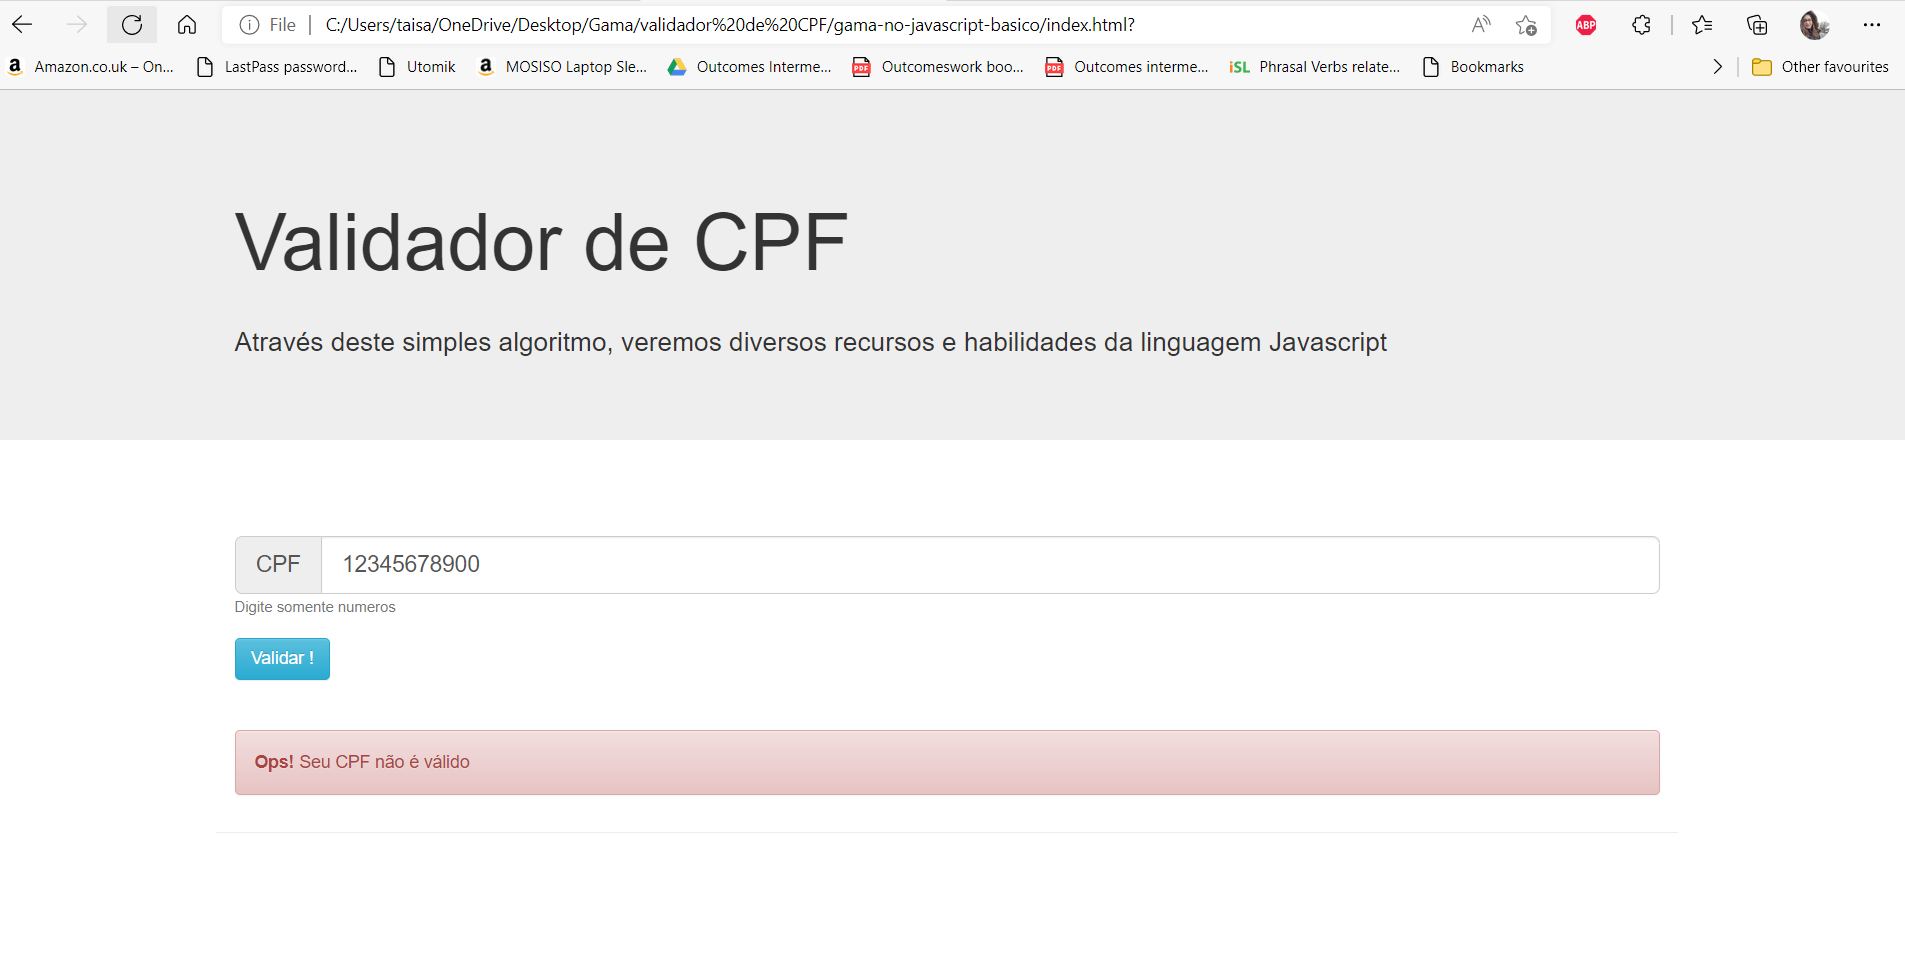 File | C:/Users/taisa/OneDrive/Desktop/Gama/validador%20de%20CPF/gama-no-javascript-basico/index.html?
A
ABP
Amazon.co.uk – On... LastPass password... Utomik MOSISO Laptop Sle... Outcomes Interme... PDF Outcomeswork boo... PDF Outcomes interme... iSL Phrasal Verbs relate... Bookmarks Other favourites
Validador de CPF
Através deste simples algoritmo, veremos diversos recursos e habilidades da linguagem Javascript
CPF 12345678900
Digite somente numeros
Validar !
Ops! Seu CPF não é válido